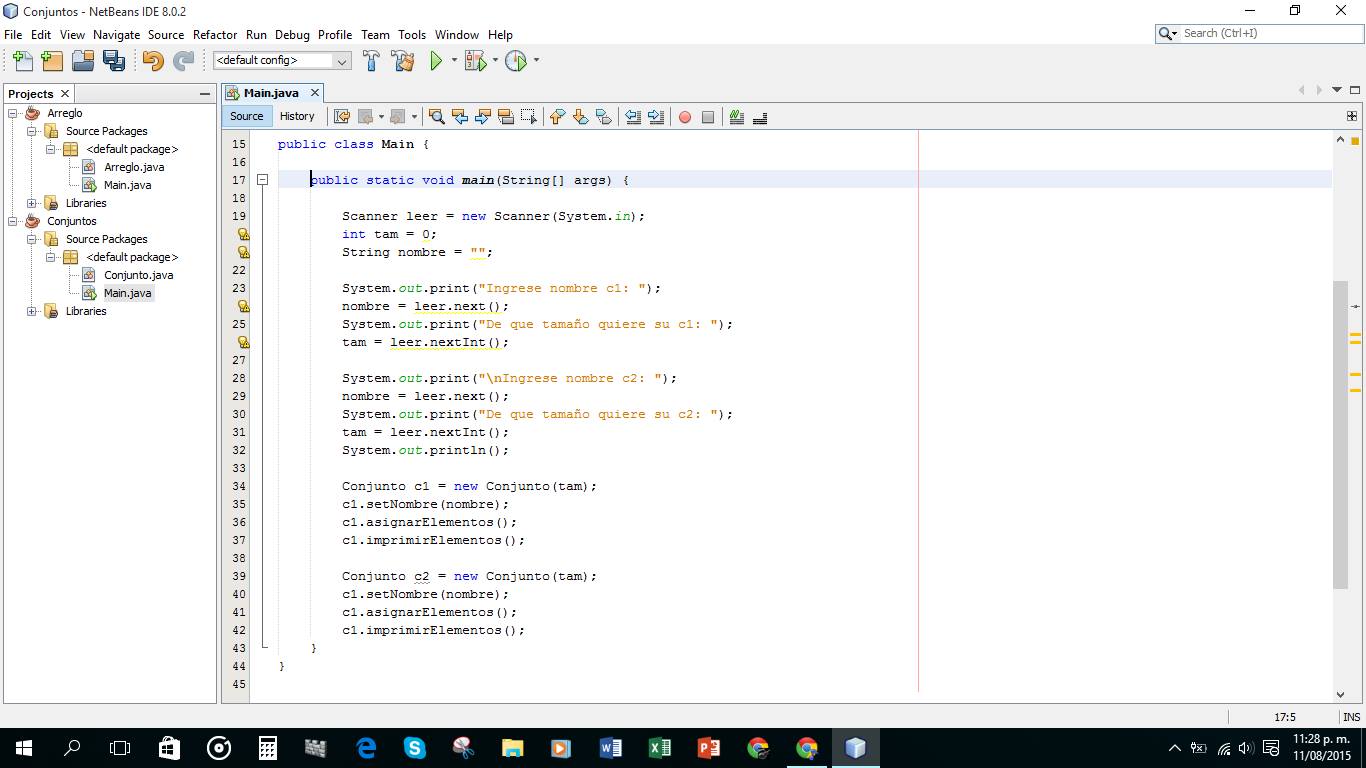 Conjuntos - NetBeans IDE 8.0.2
File Edit View Navigate Source Refactor Run Debug Profile Team Tools Window Help
Search (Ctrl+I)
<default config>
Projects
Main.java
Arreglo
Source Packages
<default package>
Arreglo.java
Main.java
Libraries
Conjuntos
Source Packages
<default package>
Conjunto.java
Main.java
Libraries
Source History
15 public class Main {
16
17 public static void main(String[] args) {
18
19 Scanner leer = new Scanner(System.in);
int tam = 0;
String nombre = "";
22
23 System.out.print("Ingrese nombre c1: ");
nombre = leer.next();
25 System.out.print("De que tamaño quiere su c1: ");
tam = leer.nextInt();
27
28 System.out.print("\nIngrese nombre c2: ");
29 nombre = leer.next();
30 System.out.print("De que tamaño quiere su c2: ");
31 tam = leer.nextInt();
32 System.out.println();
33
34 Conjunto c1 = new Conjunto(tam);
35 c1.setNombre(nombre);
36 c1.asignarElementos();
37 c1.imprimirElementos();
38
39 Conjunto c2 = new Conjunto(tam);
40 c1.setNombre(nombre);
41 c1.asignarElementos();
42 c1.imprimirElementos();
43 }
44 }
45
17:5 INS
11:28 p. m.
11/08/2015